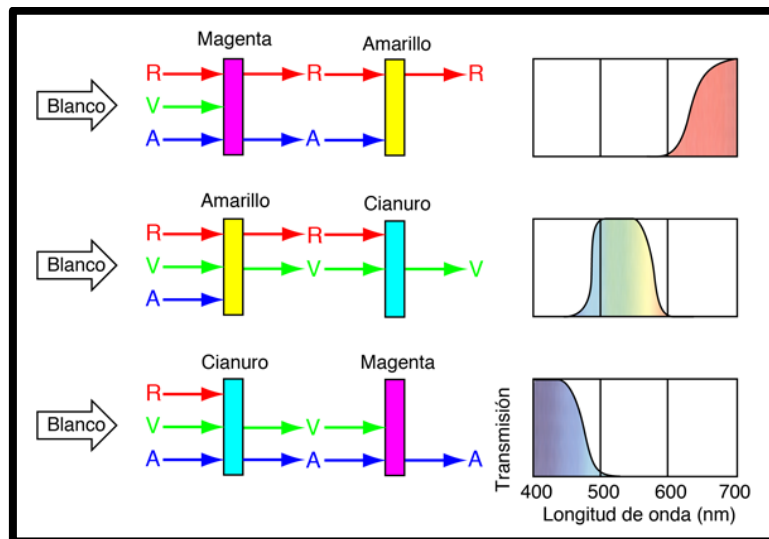 Magenta Amarillo
R R R
Blanco V
A A
Amarillo Cianuro
R R
Blanco V V V
A
Cianuro Magenta
R
Blanco V V
A A A
Transmisión
400 500 600 700
Longitud de onda (nm)